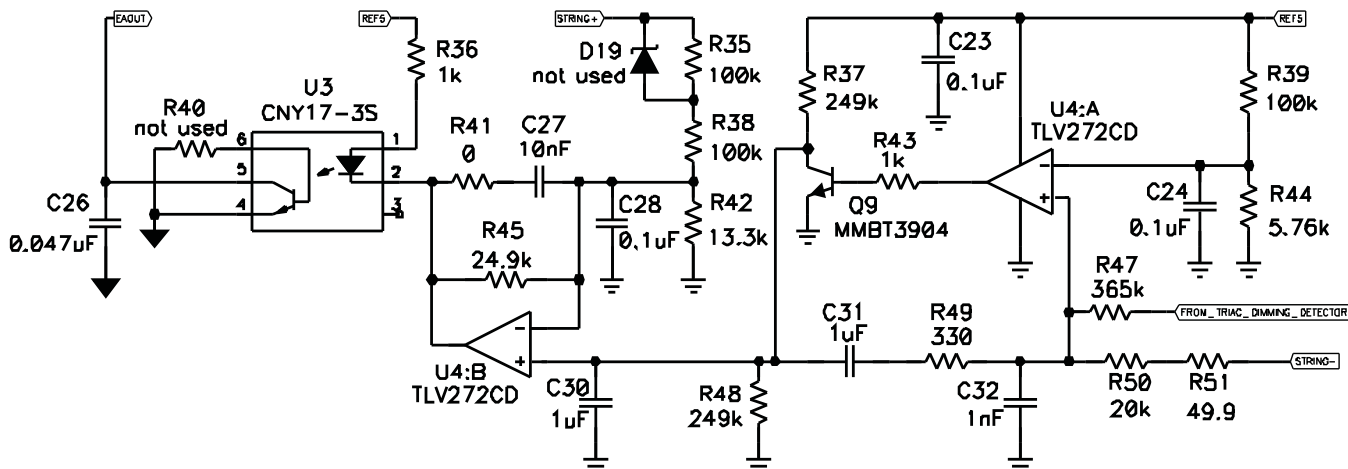 EAOUT
REF5
STRING+
REF5
R36
1k
D19
not used
R35
100k
C23
0.1uF
R37
249k
R39
100k
U3
CNY17-3S
R40
not used
U4:A
TLV272CD
R41
0
C27
10nF
R38
100k
R43
1k
6
5
4
1
2
3
C26
0.047uF
C28
0.1uF
R42
13.3k
Q9
MMBT3904
C24
0.1uF
R44
5.76k
R45
24.9k
R47
365k
FROM_TRIAC_DIMMING_DETECTOR
C31
1uF
R49
330
STRING-
U4:B
TLV272CD
C30
1uF
R48
249k
C32
1nF
R50
20k
R51
49.9